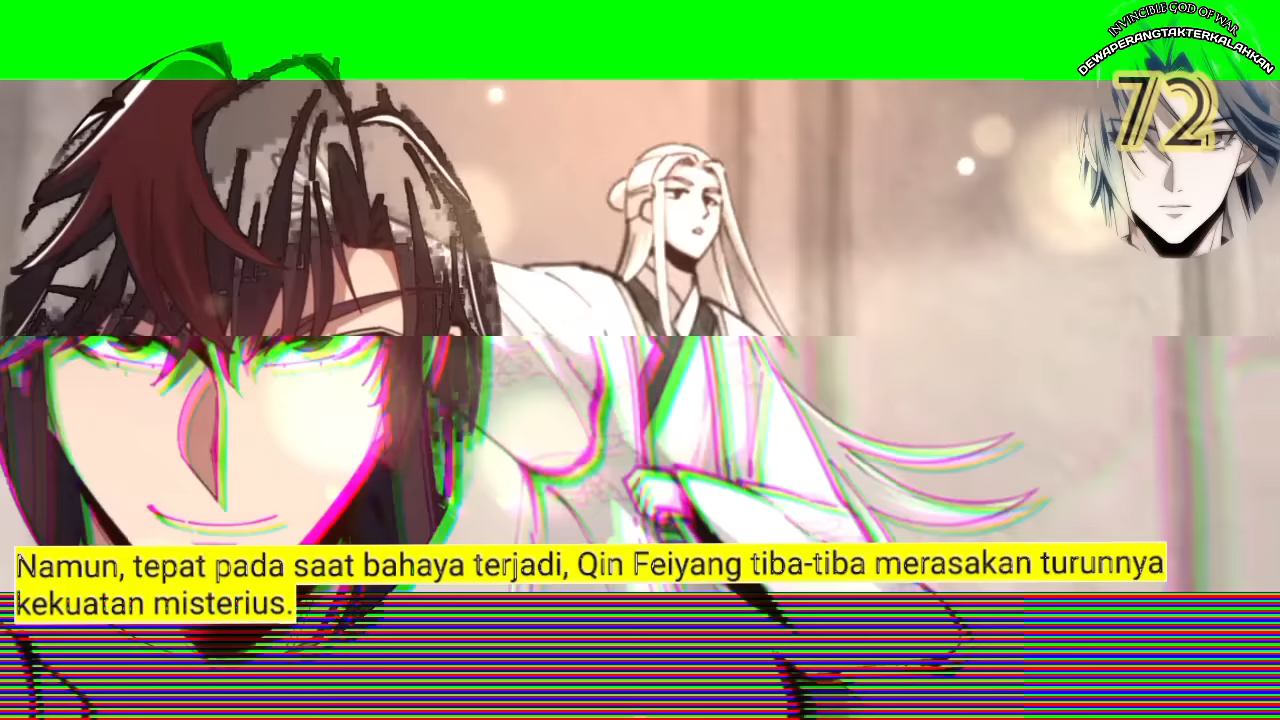 INVINCIBLE GOD OF WAR
DEWAPERANGTAKTERKALAHKAN
72
Namun, tepat pada saat bahaya terjadi, Qin Feiyang tiba-tiba merasakan turunnya
kekuatan misterius.